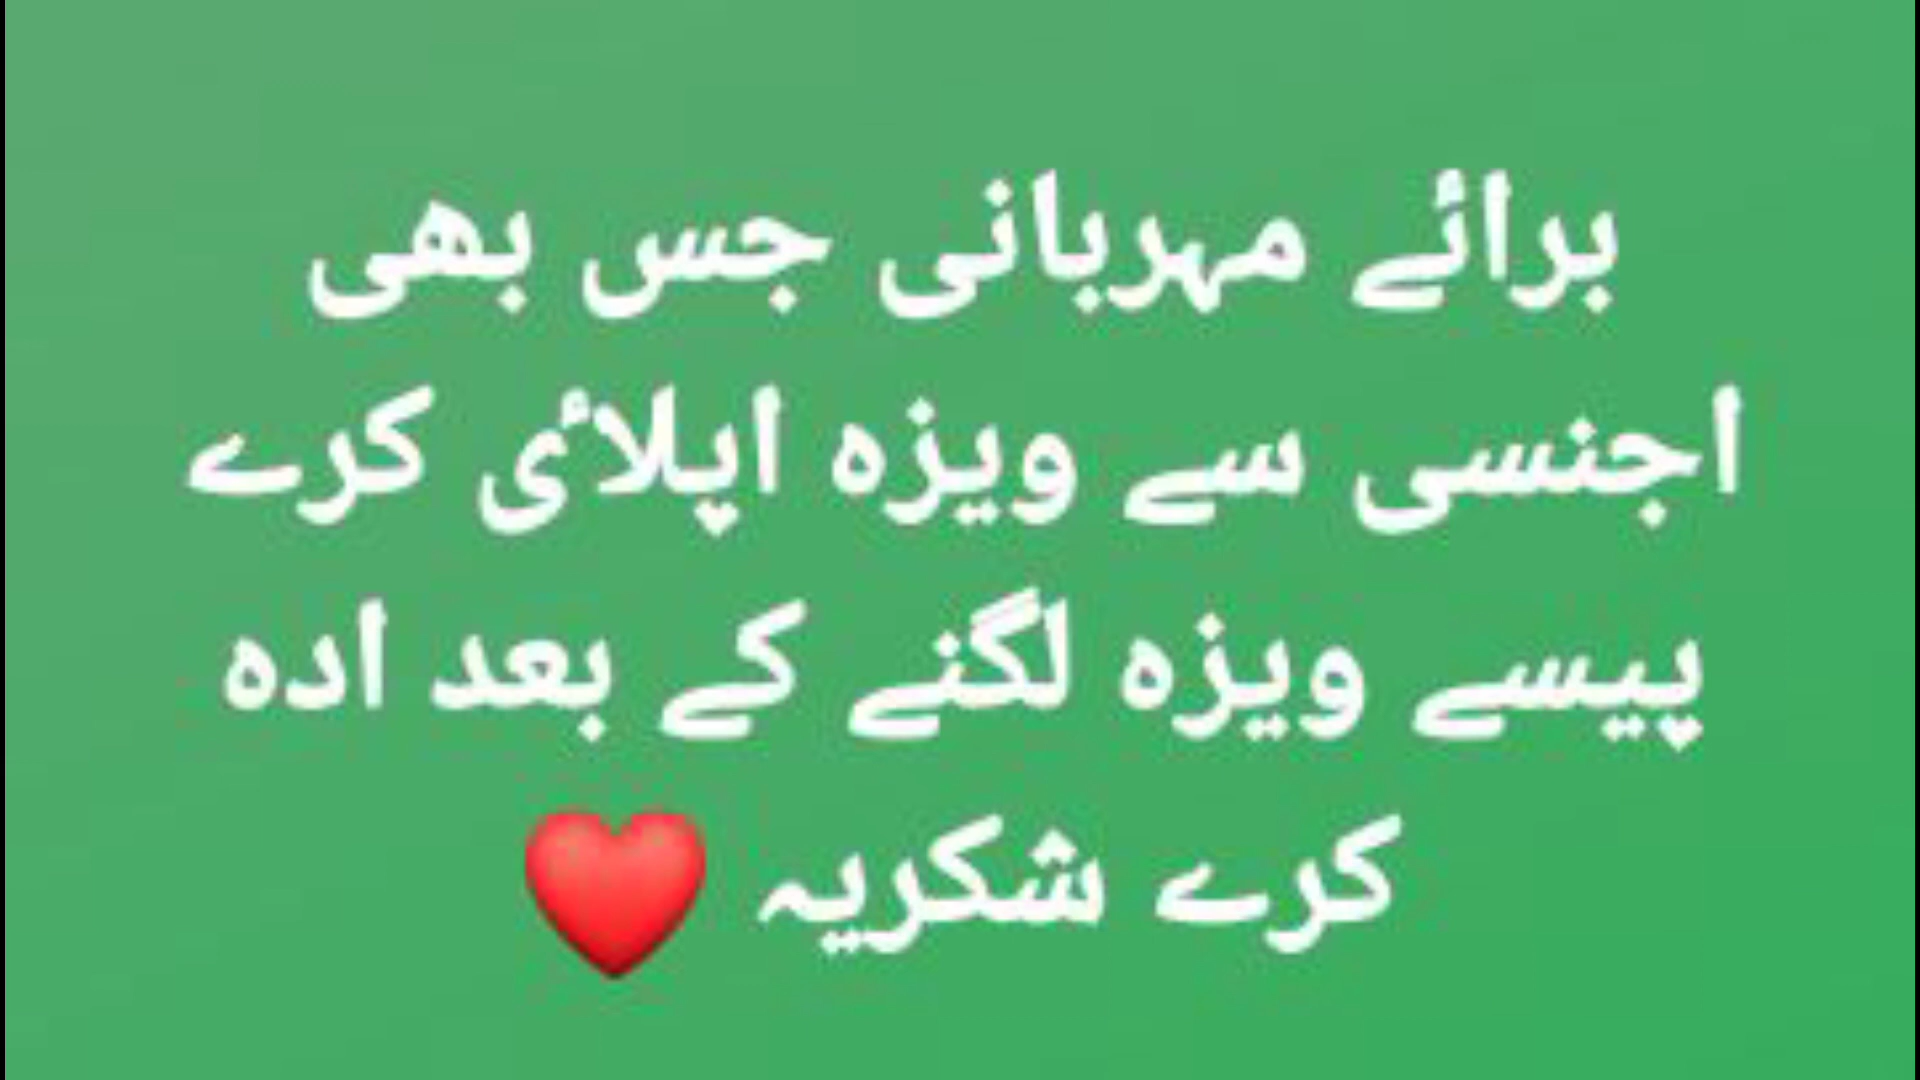 برائے مہربانی جس بھی
اجنسی سے ویزہ اپلائی کرے
پیسے ویزہ لگنے کے بعد ادہ
کرے شکریہ ❤️